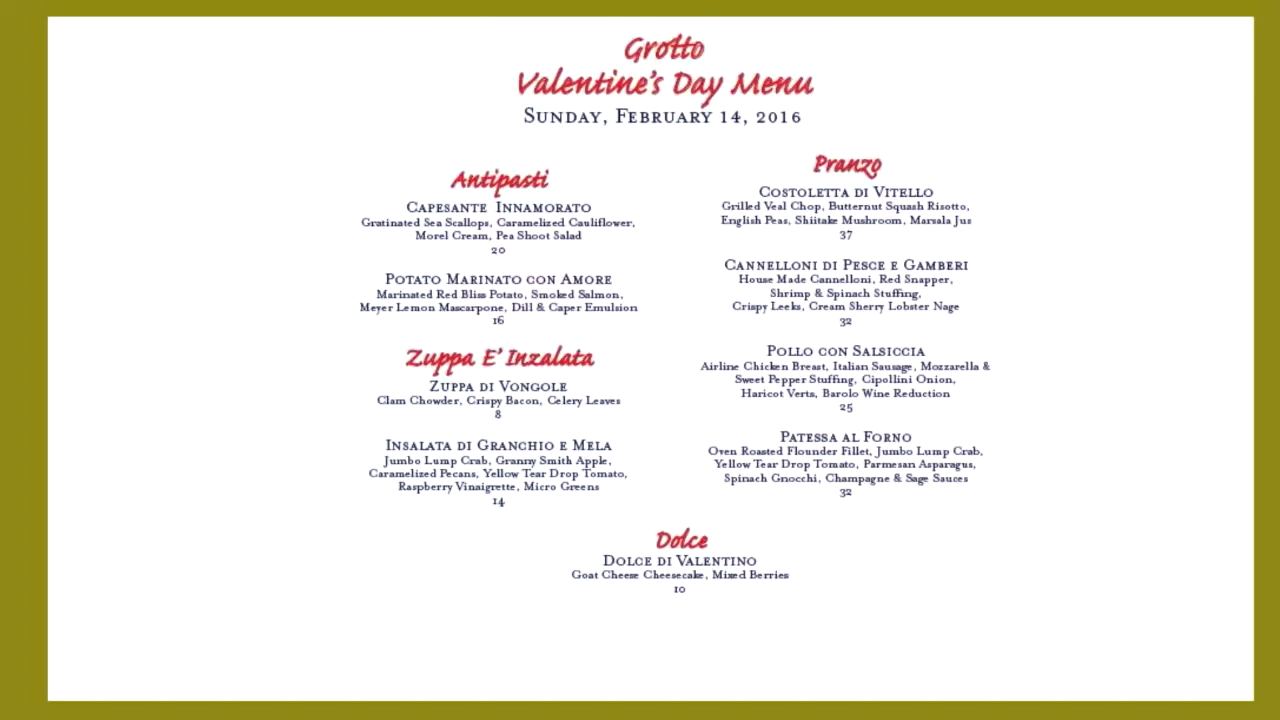 Grotto
Valentine's Day Menu
Sunday, February 14, 2016
Antipasti
Capesante Innamorato
Gratinated Sea Scallops, Caramelized Cauliflower,
Morel Cream, Pea Shoot Salad
20
Potato Marinato con Amore
Marinated Red Bliss Potato, Smoked Salmon,
Meyer Lemon Mascarpone, Dill & Caper Emulsion
16
Zuppa E' Inzalata
Zuppa di Vongole
Clam Chowder, Crispy Bacon, Celery Leaves
8
Insalata di Granchio e Mela
Jumbo Lump Crab, Granny Smith Apple,
Caramelized Pecans, Yellow Tear Drop Tomato,
Raspberry Vinaigrette, Micro Greens
14
Pranzo
Costoletta di Vitello
Grilled Veal Chop, Butternut Squash Risotto,
English Peas, Shiitake Mushroom, Marsala Jus
37
Cannelloni di Pesce e Gamberi
House Made Cannelloni, Red Snapper,
Shrimp & Spinach Stuffing,
Crispy Leeks, Cream Sherry Lobster Nage
32
Pollo con Salsiccia
Airline Chicken Breast, Italian Sausage, Mozzarella &
Sweet Pepper Stuffing, Cipollini Onion,
Haricot Verts, Barolo Wine Reduction
25
Patessa al Forno
Oven Roasted Flounder Fillet, Jumbo Lump Crab,
Yellow Tear Drop Tomato, Parmesan Asparagus,
Spinach Gnocchi, Champagne & Sage Sauces
32
Dolce
Dolce di Valentino
Goat Cheese Cheesecake, Mixed Berries
10